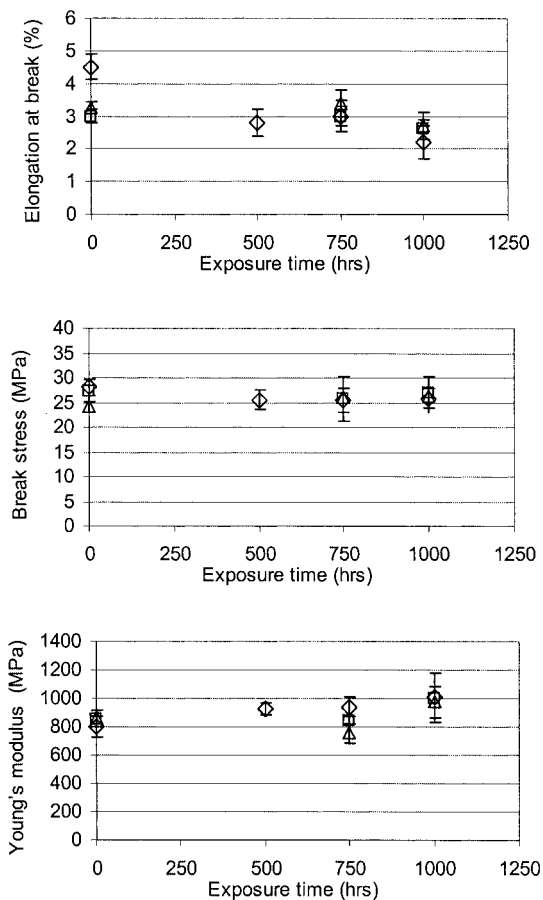 Elongation at break (%)
6
5
4
3
2
1
0
0 250 500 750 1000 1250
Exposure time (hrs)
Break stress (MPa)
40
35
30
25
20
15
10
5
0
0 250 500 750 1000 1250
Exposure time (hrs)
Young's modulus (MPa)
1400
1200
1000
800
600
400
200
0
0 250 500 750 1000 1250
Exposure time (hrs)